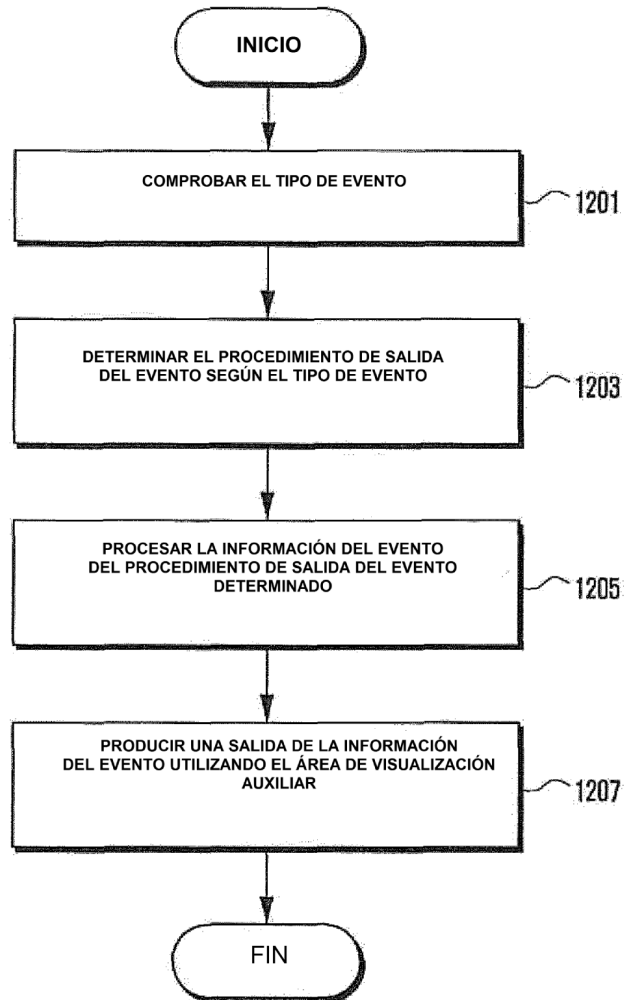 INICIO
COMPROBAR EL TIPO DE EVENTO
1201
DETERMINAR EL PROCEDIMIENTO DE SALIDA
DEL EVENTO SEGÚN EL TIPO DE EVENTO
1203
PROCESAR LA INFORMACIÓN DEL EVENTO
DEL PROCEDIMIENTO DE SALIDA DEL EVENTO
DETERMINADO
1205
PRODUCIR UNA SALIDA DE LA INFORMACIÓN
DEL EVENTO UTILIZANDO EL ÁREA DE VISUALIZACIÓN
AUXILIAR
1207
FIN